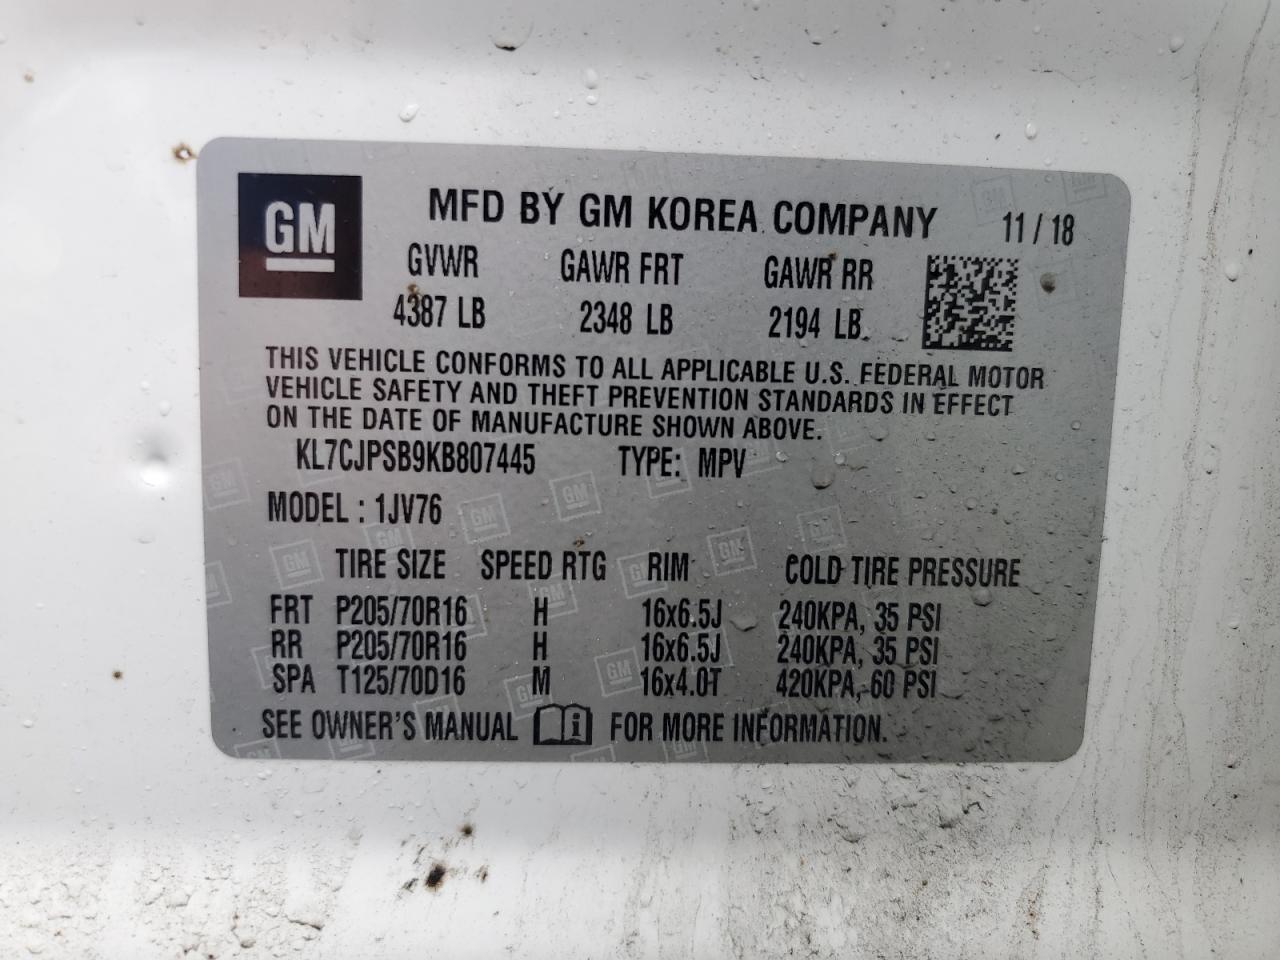 GM
MFD BY GM KOREA COMPANY 11 / 18
GVWR GAWR FRT GAWR RR
4387 LB 2348 LB 2194 LB
THIS VEHICLE CONFORMS TO ALL APPLICABLE U.S. FEDERAL MOTOR
VEHICLE SAFETY AND THEFT PREVENTION STANDARDS IN EFFECT
ON THE DATE OF MANUFACTURE SHOWN ABOVE.
KL7CJPSB9KB807445 TYPE: MPV
MODEL : 1JV76
TIRE SIZE SPEED RTG RIM COLD TIRE PRESSURE
FRT P205/70R16 H 16x6.5J 240KPA, 35 PSI
RR P205/70R16 H 16x6.5J 240KPA, 35 PSI
SPA T125/70D16 M 16x4.0T 420KPA, 60 PSI
SEE OWNER'S MANUAL i FOR MORE INFORMATION.